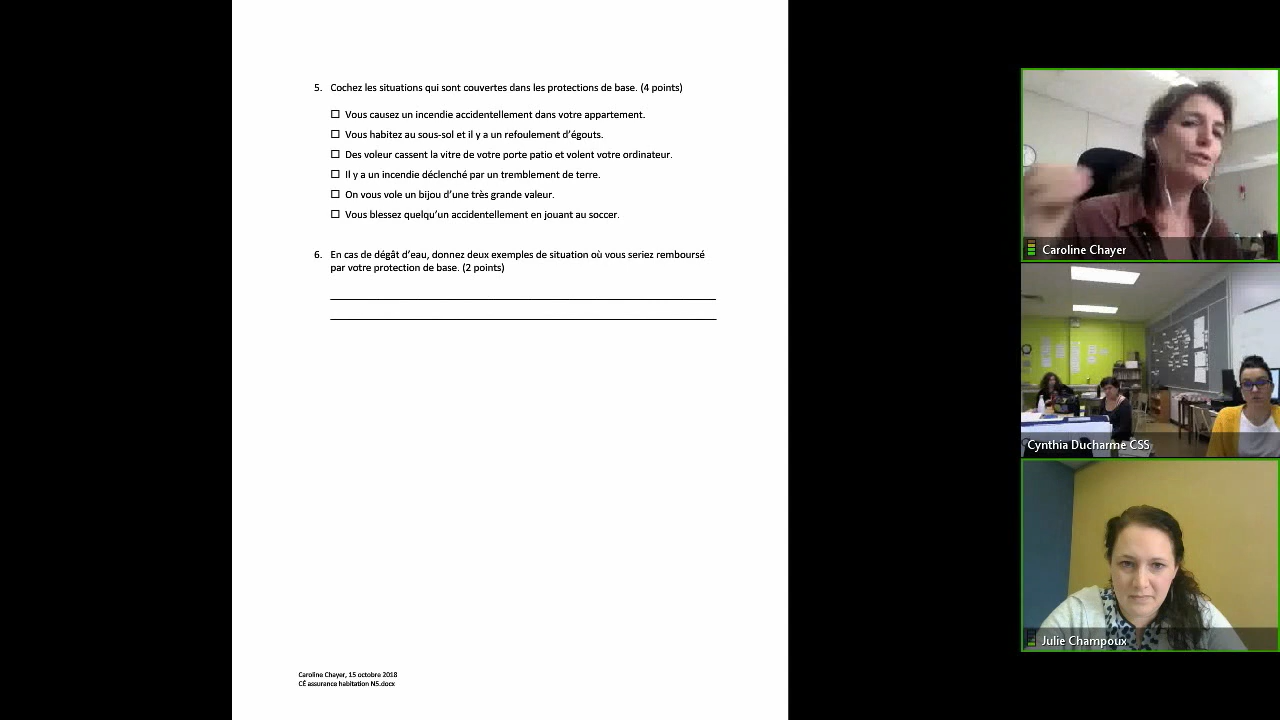 5. Cochez les situations qui sont couvertes dans les protections de base. (4 points)
☐ Vous causez un incendie accidentellement dans votre appartement.
☐ Vous habitez au sous-sol et il y a un refoulement d'égouts.
☐ Des voleur cassent la vitre de votre porte patio et volent votre ordinateur.
☐ Il y a un incendie déclenché par un tremblement de terre.
☐ On vous vole un bijou d'une très grande valeur.
☐ Vous blessez quelqu'un accidentellement en jouant au soccer.
6. En cas de dégât d'eau, donnez deux exemples de situation où vous seriez remboursé
par votre protection de base. (2 points)
Caroline Chayer, 15 octobre 2018
CÉ assurance habitation N5.docx
Caroline Chayer
Cynthia Ducharme CSS
Julie Champoux